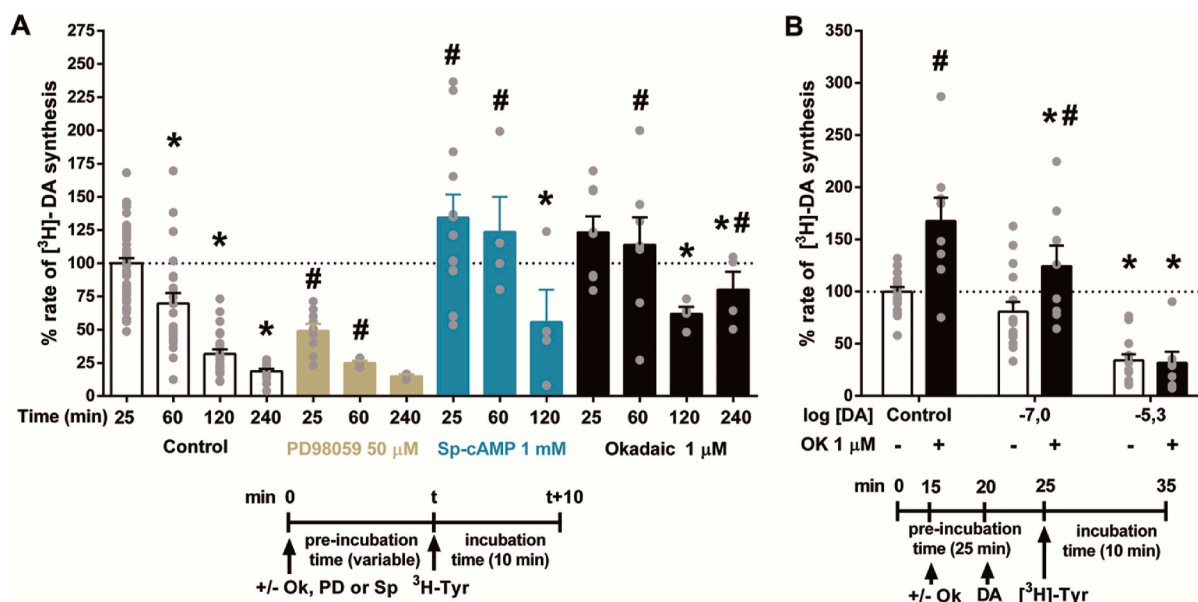 A
% rate of [³H]- DA synthesis
275
250
225
200
175
150
125
100
75
50
25
0
# # #
* * * # # * * *#
*
Time (min) 25 60 120 240 25 60 240 25 60 120 25 60 120 240
Control PD98059 50 μM Sp-cAMP 1 mM Okadaic 1 μM
min 0 t t+10
pre-incubation incubation
time (variable) time (10 min)
+/- Ok, PD or Sp ³H-Tyr
B
% rate of [³H]-DA synthesis
350
300
250
200
150
100
50
0
#
*#
* *
log [DA] Control -7,0 -5,3
OK 1 μM - + - + - +
min 0 15 20 25 35
pre-incubation incubation
time (25 min) time (10 min)
+/- Ok DA [³H]-Tyr